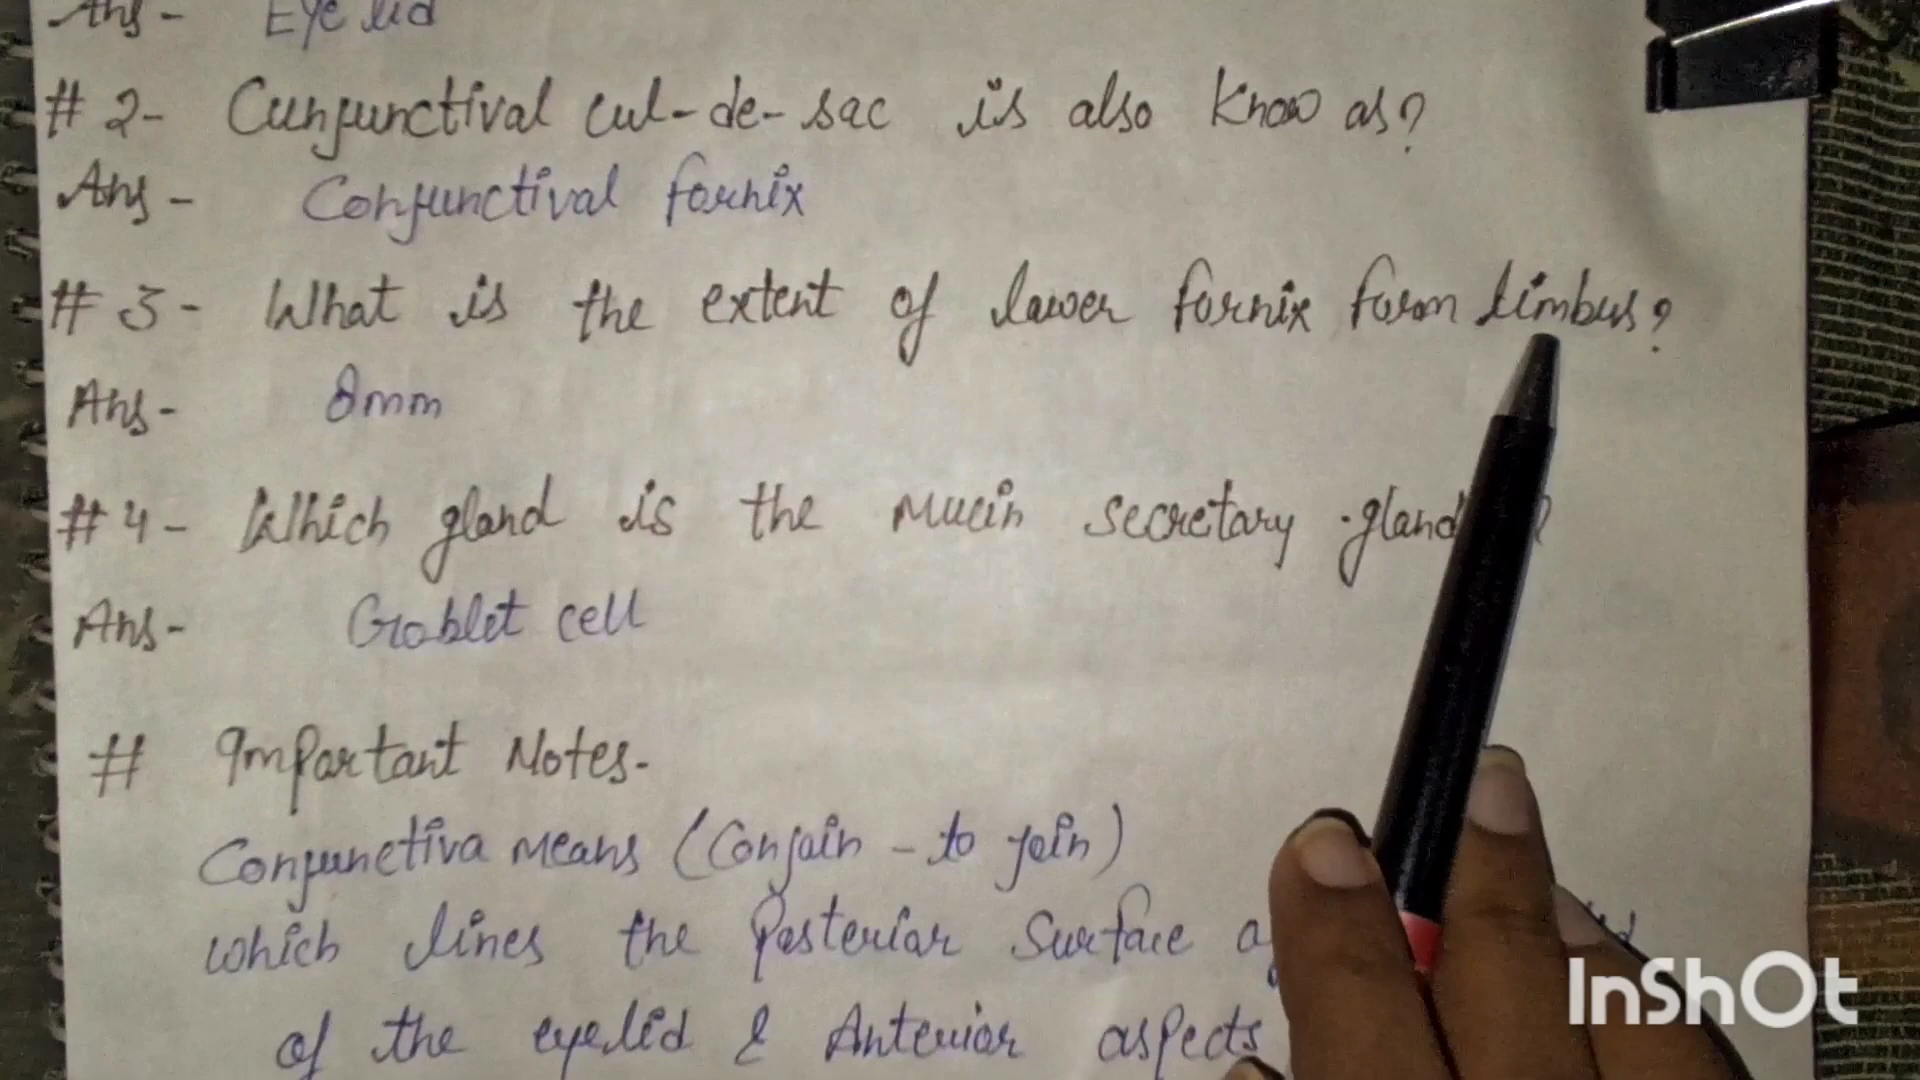 Ans - Eye lid
# 2- Cunjunctival cul-de-sac is also Know as?
Ans - Conjunctival fornix
# 3 - What is the extent of lower fornix form limbus?
Ans- 8mm
# 4 - Which gland is the Mucin secretary gland ?
Ans- Goblet cell
# Important Notes-
Conjunctiva means (Conjoin - to join)
which lines the Posterior Surface
of the eyelid & Anterior aspects
InShOt